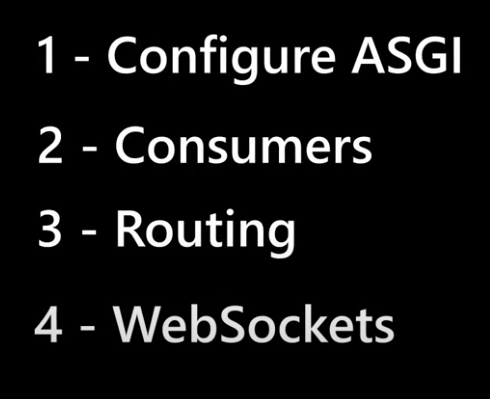 1 - Configure ASGI
2 - Consumers
3 - Routing
4 - WebSockets